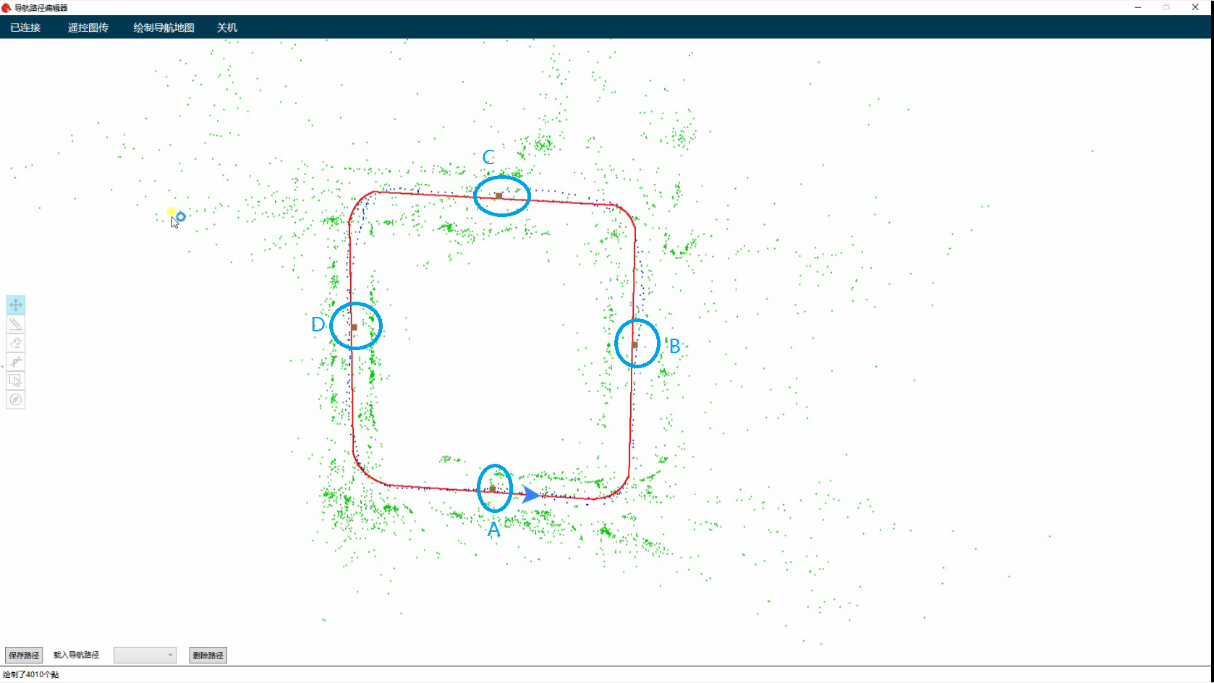 导航路径编辑器
已连接 遥控图传 绘制导航地图 关机
C
D
B
A
保存路径 载入导航路径 删除路径
绘制了4010个點